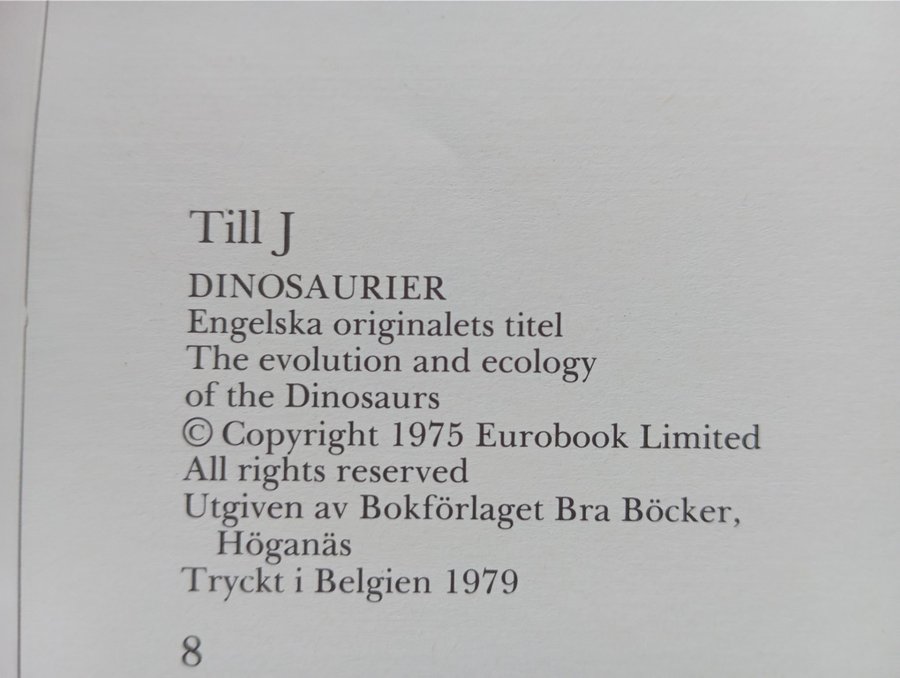 Till J
DINOSAURIER
Engelska originalets titel
The evolution and ecology
of the Dinosaurs
© Copyright 1975 Eurobook Limited
All rights reserved
Utgiven av Bokförlaget Bra Böcker,
Höganäs
Tryckt i Belgien 1979
8